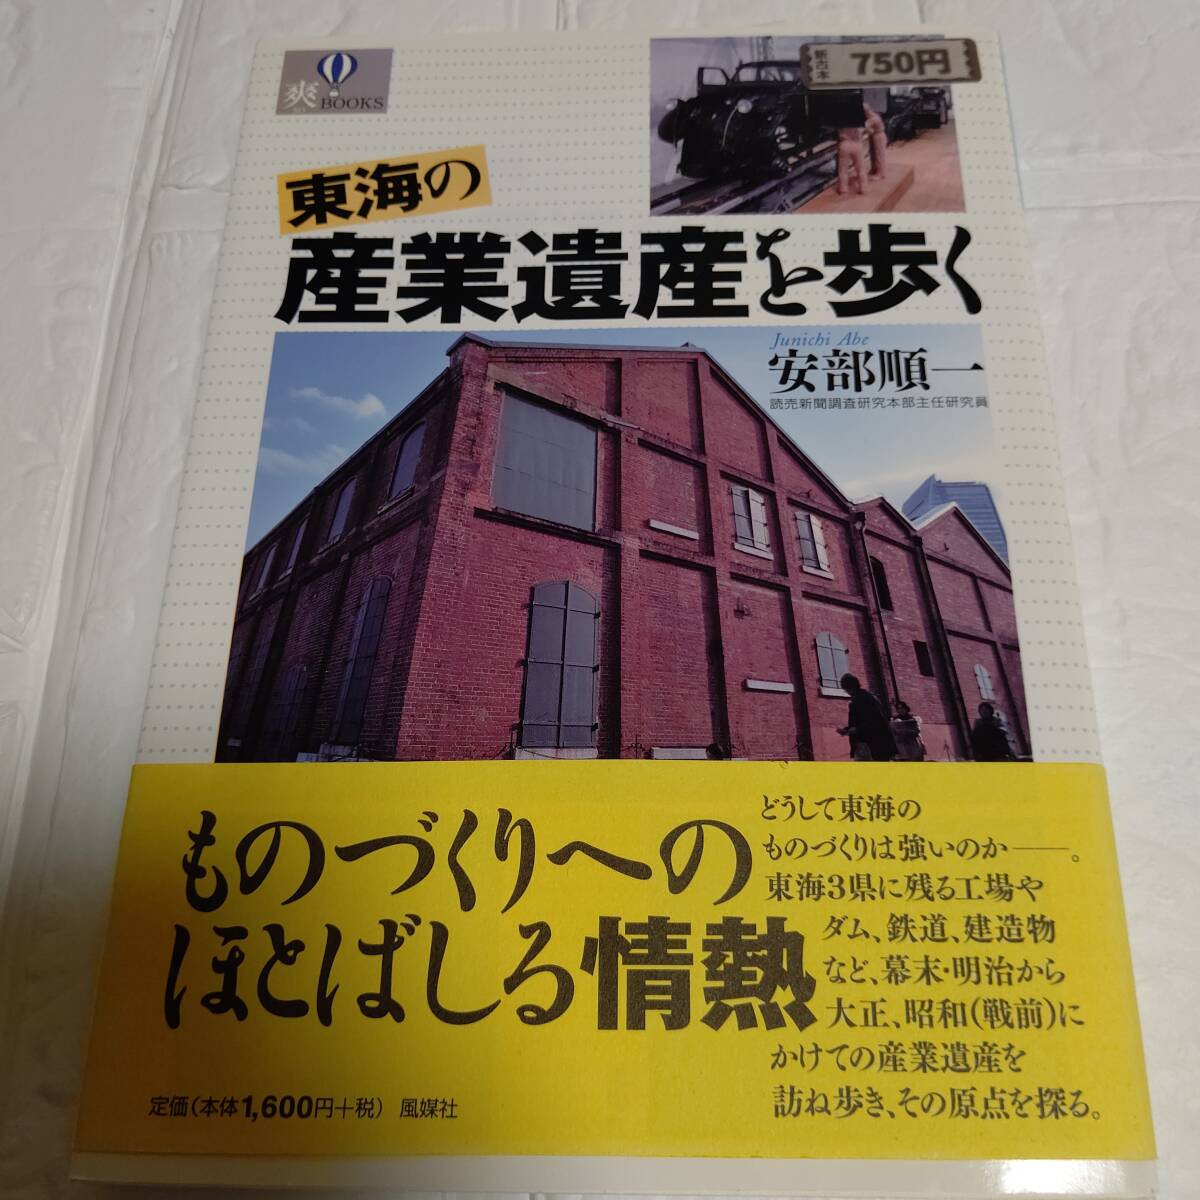 爽
BOOKS
新古本
750円
東海の
産業遺産を歩く
Junichi Abe
安部順一
読売新聞調査研究本部主任研究員
ものづくりへの
ほとばしる情熱
どうして東海の
ものづくりは強いのか――。
東海3県に残る工場や
ダム、鉄道、建造物
など、幕末・明治から
大正、昭和(戦前)に
かけての産業遺産を
訪ね歩き、その原点を探る。
定価(本体1,600円+税) 風媒社